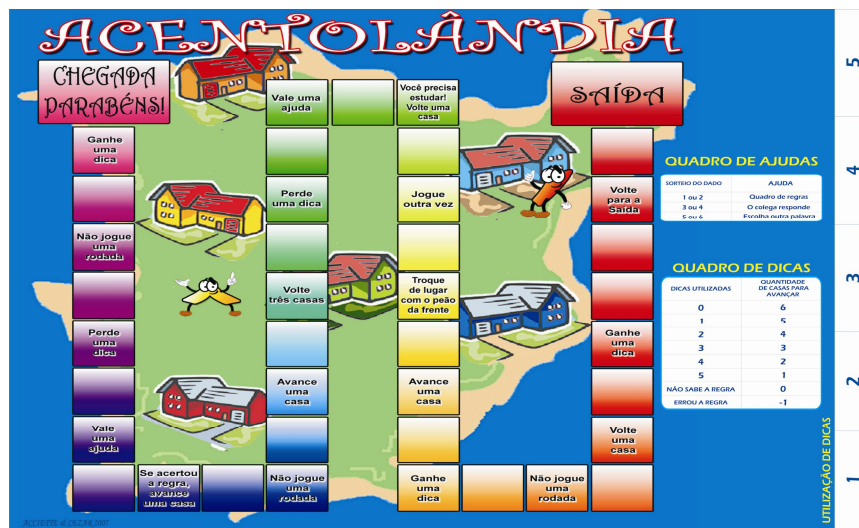 ACENTOLÂNDIA
CHEGADA
PARABÉNS!
SAÍDA
Vale uma
ajuda
Você precisa
estudar!
Volte uma
casa
Ganhe
uma
dica
Perde
uma dica
Jogue
outra vez
Volte
para a
Saída
Não jogue
uma
rodada
Volte
três casas
Troque
de lugar
com o peão
da frente
Perde
uma
dica
Ganhe
uma
dica
Avance
uma
casa
Avance
uma
casa
Vale
uma
ajuda
Volte
uma
casa
Se acertou
a regra,
avance
uma casa
Não jogue
uma
rodada
Ganhe
uma
dica
Não jogue
uma
rodada
QUADRO DE AJUDAS
SORTEIO DO DADO AJUDA
1 ou 2 Quadro de regras
3 ou 4 O colega responde
5 ou 6 Escolha outra palavra
QUADRO DE DICAS
DICAS UTILIZADAS QUANTIDADE DE CASAS PARA AVANÇAR
0 6
1 5
2 4
3 3
4 2
5 1
NÃO SABE A REGRA 0
ERROU A REGRA -1
UTILIZAÇÃO DE DICAS
5
4
3
2
1